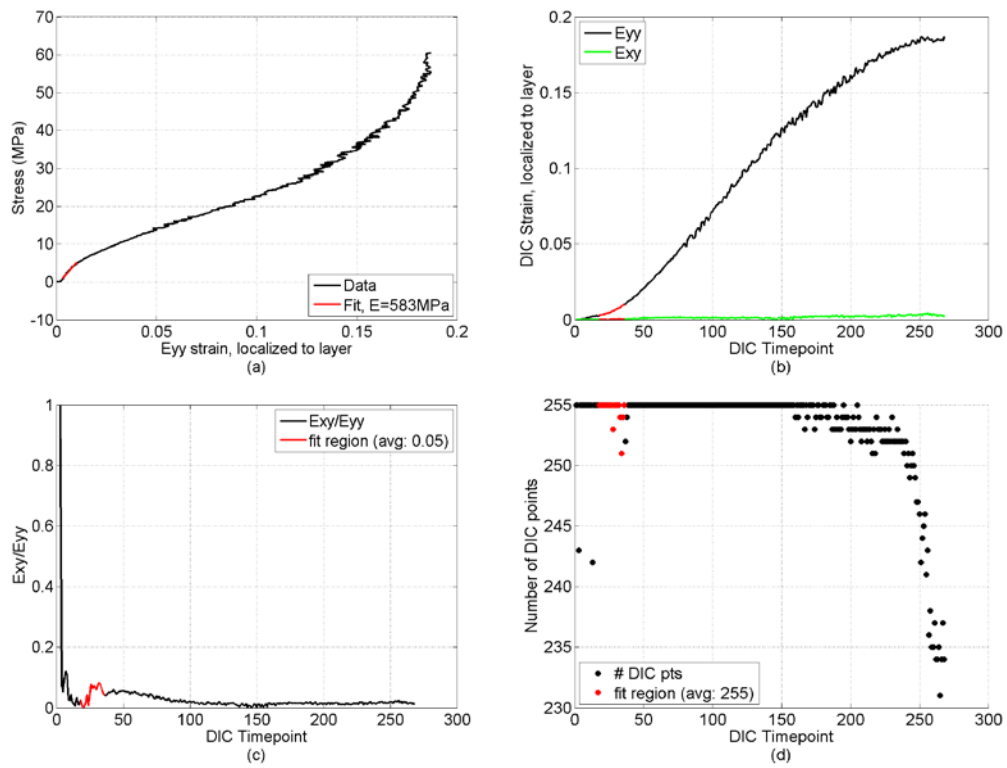 70
60
50
40
30
20
10
0
-10
Stress (MPa)
Data
Fit, E=583MPa
0
0.05
0.1
0.15
0.2
Eyy strain, localized to layer
(a)
0.2
0.15
0.1
0.05
0
DIC Strain, localized to layer
Eyy
Exy
0
50
100
150
200
250
300
DIC Timepoint
(b)
1
0.8
0.6
0.4
0.2
0
Exy/Eyy
Exy/Eyy
fit region (avg: 0.05)
0
50
100
150
200
250
300
DIC Timepoint
(c)
255
250
245
240
235
230
Number of DIC points
# DIC pts
fit region (avg: 255)
0
50
100
150
200
250
300
DIC Timepoint
(d)